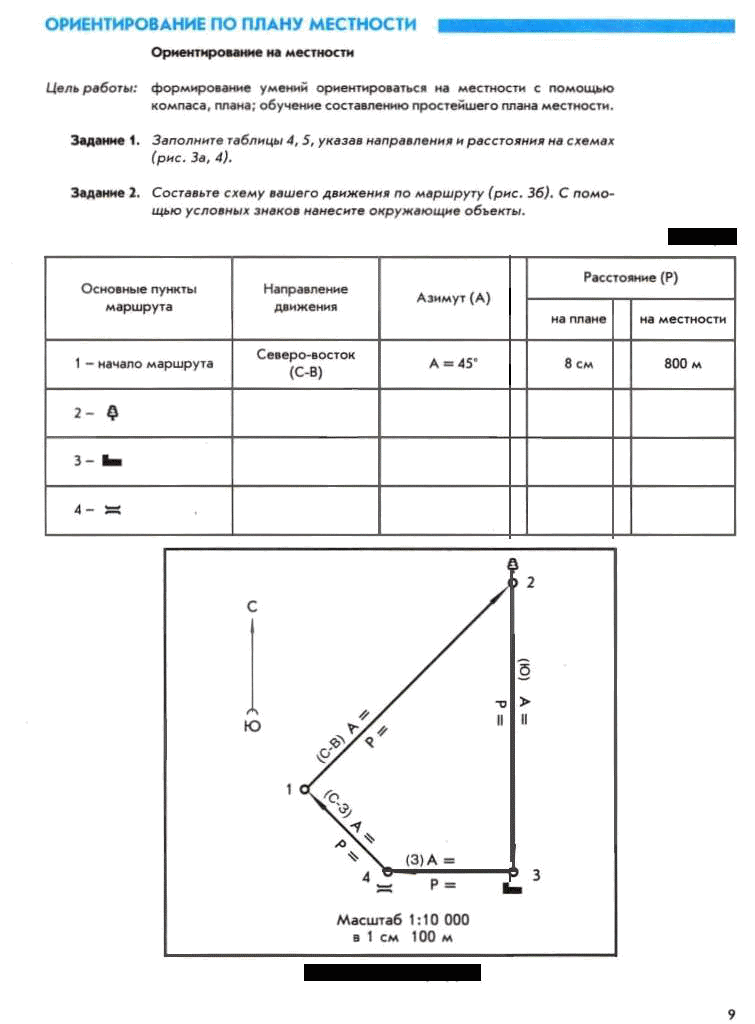 ОРИЕНТИРОВАНИЕ ПО ПЛАНУ МЕСТНОСТИ
Ориентирование на местности
Цель работы: формирование умений ориентироваться на местности с помощью
компаса, плана; обучение составлению простейшего плана местности.
Задание 1. Заполните таблицы 4, 5, указав направления и расстояния на схемах
(рис. 3а, 4).
Задание 2. Составьте схему вашего движения по маршруту (рис. 3б). С помо-
щью условных знаков нанесите окружающие объекты.
Основные пункты
маршрута
Направление
движения
Азимут (А)
Расстояние (Р)
на плане
на местности
1 – начало маршрута
Северо-восток
(С-В)
А = 45°
8 см
800 м
2 –
3 –
4 –
С
Ю
2
(Ю) А =
Р =
(С-В) А =
Р =
1
(С-З) А =
Р =
4
(З) А =
Р =
3
Масштаб 1:10 000
в 1 см 100 м
9